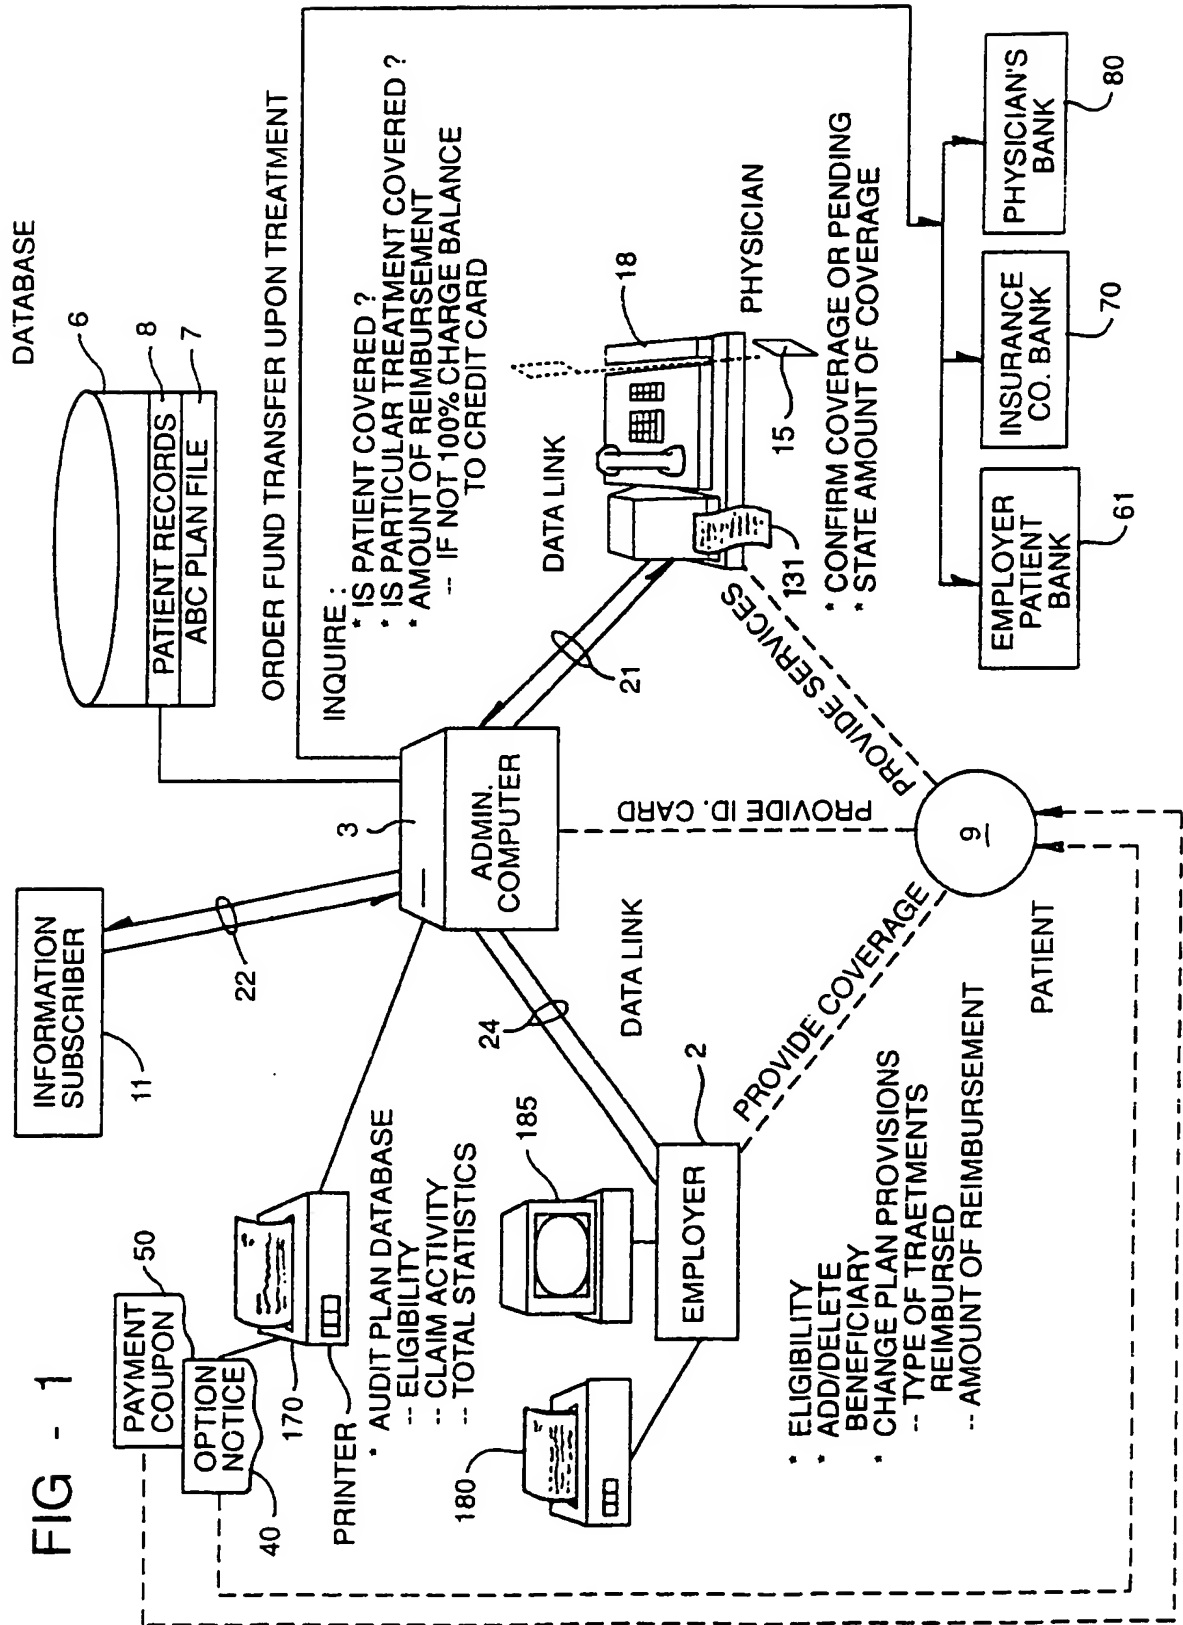 FIG - 1
PAYMENT
COUPON
50
OPTION
NOTICE
40
170
PRINTER
INFORMATION
SUBSCRIBER
11
22
DATABASE
6
PATIENT RECORDS
8
ABC PLAN FILE
7
ORDER FUND TRANSFER UPON TREATMENT
INQUIRE :
* IS PATIENT COVERED ?
* IS PARTICULAR TREATMENT COVERED ?
* AMOUNT OF REIMBURSEMENT
-- IF NOT 100% CHARGE BALANCE
TO CREDIT CARD
3
ADMIN.
COMPUTER
* AUDIT PLAN DATABASE
-- ELIGIBILITY
-- CLAIM ACTIVITY
-- TOTAL STATISTICS
24
DATA LINK
21
DATA LINK
18
PHYSICIAN
15
131
180
185
EMPLOYER
2
PROVIDE COVERAGE
PROVIDE ID. CARD
PROVIDE SERVICES
* CONFIRM COVERAGE OR PENDING
* STATE AMOUNT OF COVERAGE
* ELIGIBILITY
* ADD/DELETE
BENEFICIARY
* CHANGE PLAN PROVISIONS
-- TYPE OF TRAETMENTS
REIMBURSED
-- AMOUNT OF REIMBURSEMENT
9
PATIENT
EMPLOYER
PATIENT
BANK
61
INSURANCE
CO. BANK
70
PHYSICIAN'S
BANK
80